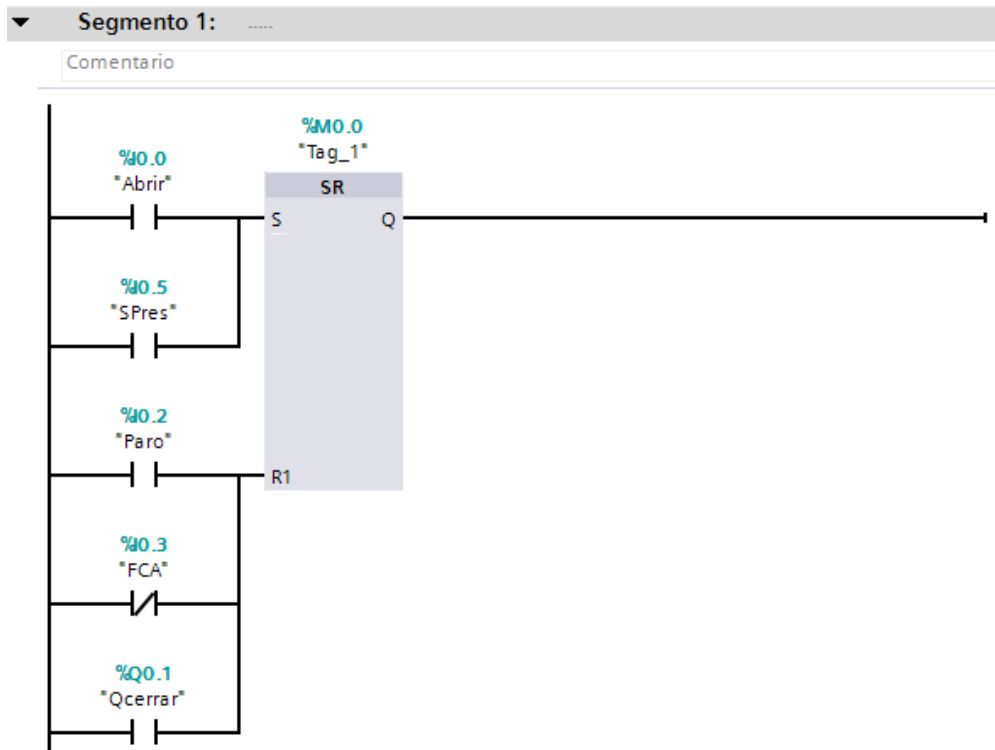 Segmento 1: .....
Comentario
%M0.0
"Tag_1"
%I0.0
"Abrir"
SR
S Q
%I0.5
"SPres"
%I0.2
"Paro"
R1
%I0.3
"FCA"
%Q0.1
"Qcerrar"